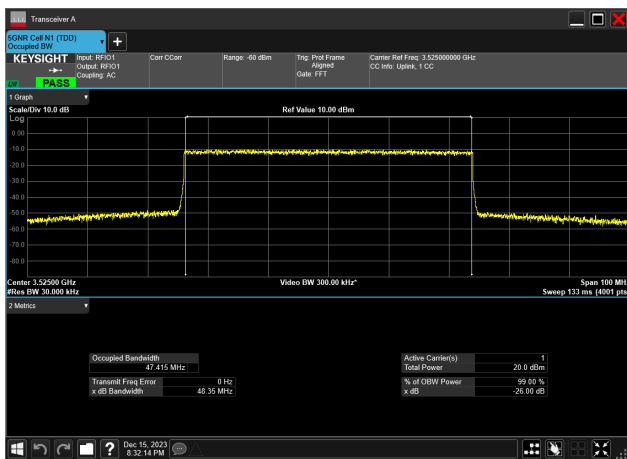 Transceiver A
5GNR Cell N1 (TDD)
Occupied BW
KEYSIGHT
LXI
PASS
Input: RFIO1
Output: RFIO1
Coupling: AC
Corr CCorr
Range: -60 dBm
Trig: Prot Frame
Aligned
Gate: FFT
Carrier Ref Freq: 3.525000000 GHz
CC Info: Uplink, 1 CC
1 Graph
Scale/Div 10.0 dB
Ref Value 10.00 dBm
Log
0.00
-10.0
-20.0
-30.0
-40.0
-50.0
-60.0
-70.0
-80.0
Center 3.52500 GHz
Video BW 300.00 kHz*
Span 100 MHz
#Res BW 30.000 kHz
Sweep 133 ms (4001 pts
2 Metrics
Occupied Bandwidth
47.415 MHz
Active Carrier(s) 1
Total Power 20.0 dBm
Transmit Freq Error 0 Hz
x dB Bandwidth 48.35 MHz
% of OBW Power 99.00 %
x dB -26.00 dB
Dec 15, 2023
8:32:14 PM